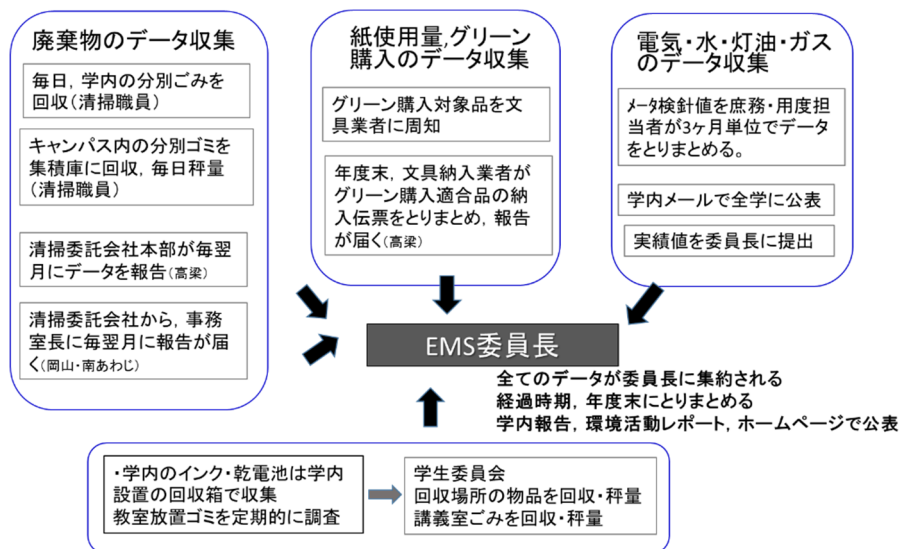 廃棄物のデータ収集
毎日，学内の分別ごみを
回収（清掃職員）
キャンパス内の分別ゴミを
集積庫に回収，毎日秤量
（清掃職員）
清掃委託会社本部が毎翌
月にデータを報告（高梁）
清掃委託会社から，事務
室長に毎翌月に報告が届
く（岡山・南あわじ）
紙使用量，グリーン
購入のデータ収集
グリーン購入対象品を文
具業者に周知
年度末，文具納入業者が
グリーン購入適合品の納
入伝票をとりまとめ，報告
が届く（高梁）
電気・水・灯油・ガス
のデータ収集
ﾒｰﾀ検針値を庶務・用度担
当者が3ヶ月単位でデータ
をとりまとめる。
学内メールで全学に公表
実績値を委員長に提出
EMS委員長
全てのデータが委員長に集約される
経過時期，年度末にとりまとめる
学内報告，環境活動レポート，ホームページで公表
・学内のインク・乾電池は学内
設置の回収箱で収集
教室放置ゴミを定期的に調査
学生委員会
回収場所の物品を回収・秤量
講義室ごみを回収・秤量